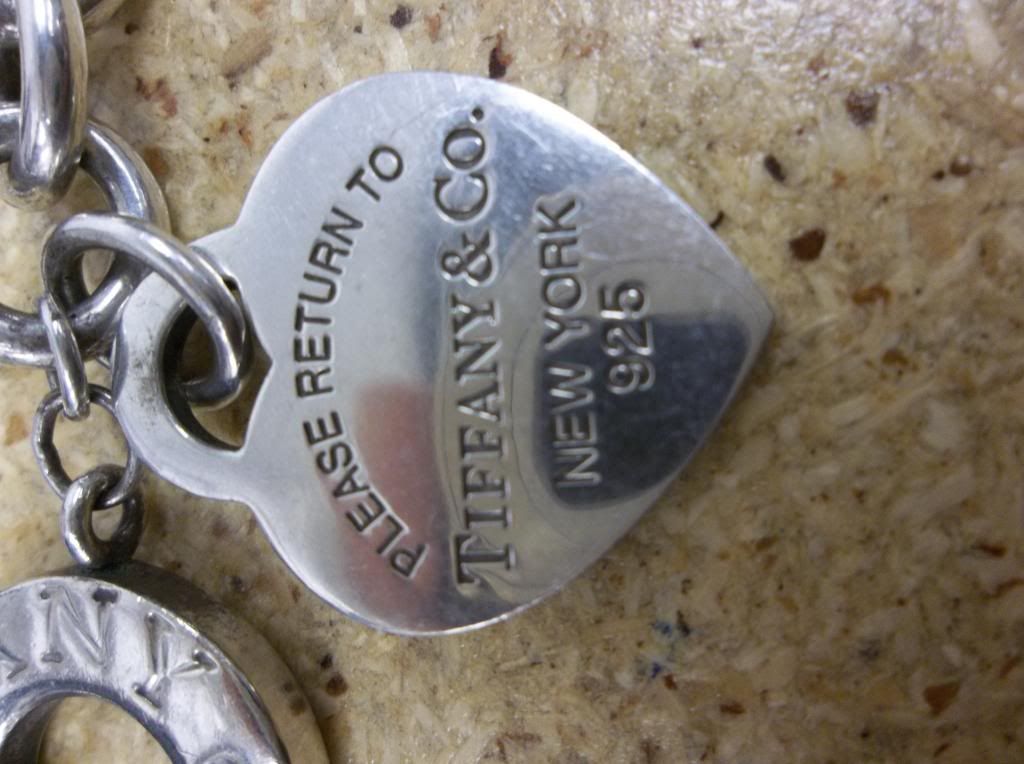 PLEASE RETURN TO
TIFFANY & CO.
NEW YORK
925